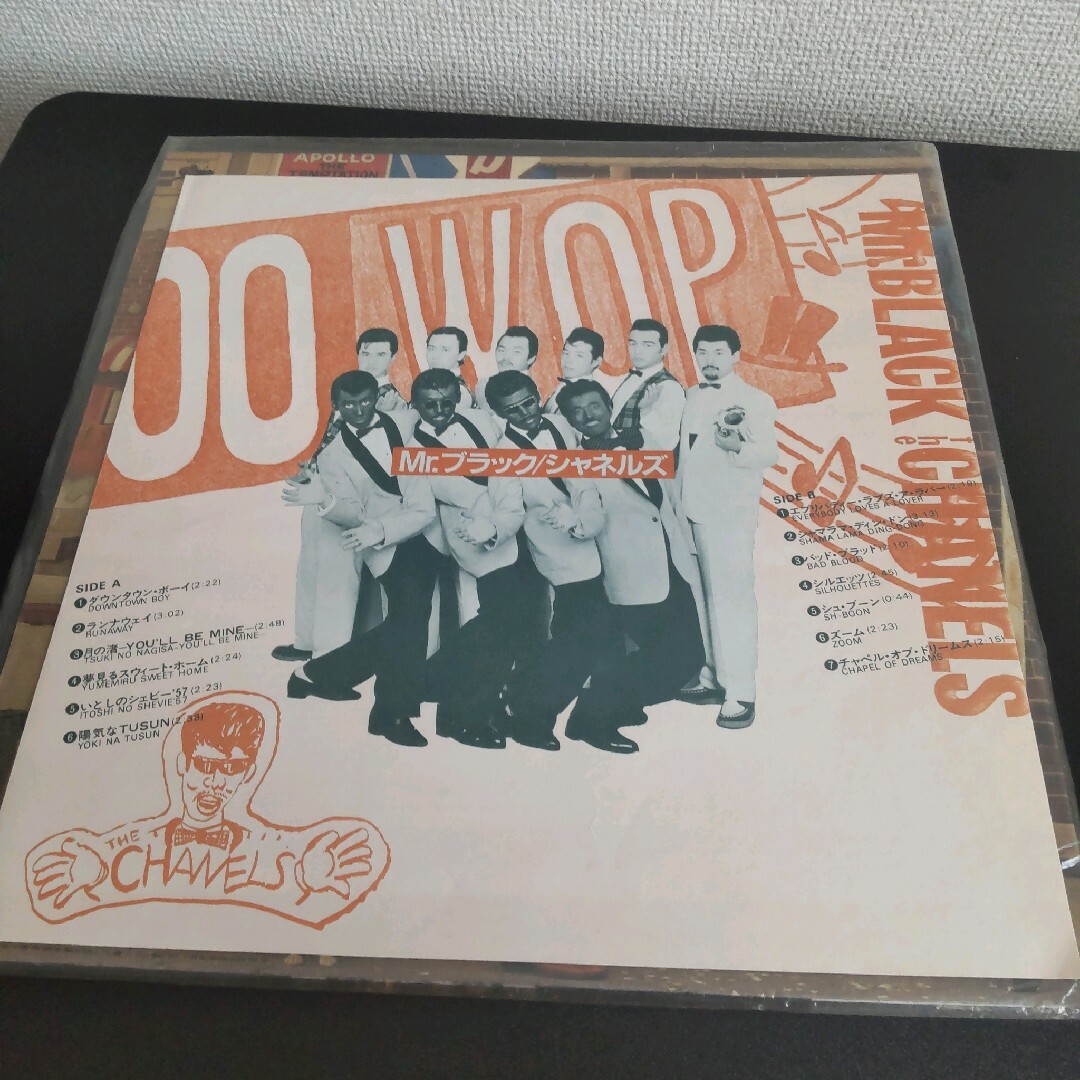 APOLLO
THE
TEMPTATION
OO WOP
Mr.BLACK the CHANELS
Mr.ブラック/シャネルズ
SIDE A
❶ダウンタウン・ボーイ(2:22)
DOWNTOWN BOY
❷ランナウェイ(3:02)
RUNAWAY
❸月の渚–YOU'LL BE MINE–(2:48)
TSUKI NO NAGISA–YOU'LL BE MINE–
❹夢見るスウィート・ホーム(2:24)
YUMEMIRU SWEET HOME
❺いとしのシェビー'57(2:23)
ITOSHI NO SHEVIE'57
❻陽気なTUSUN(2:33)
YOKI NA TUSUN
SIDE B
❶エブリバディー・ラブズ・ア・ラバー(2:19)
EVERYBODY LOVES A LOVER
❷シャマラマ・ディン・ドン(3:13)
SHAMA LAMA DING DONG
❸バッド・ブラッド(2:10)
BAD BLOOD
❹シルエッツ(2:45)
SILHOUETTES
❺シュ・ブーン(0:44)
SH-BOON
❻ズーム(2:23)
ZOOM
❼チャペル・オブ・ドリームス(2:15)
CHAPEL OF DREAMS
THE
CHANELS